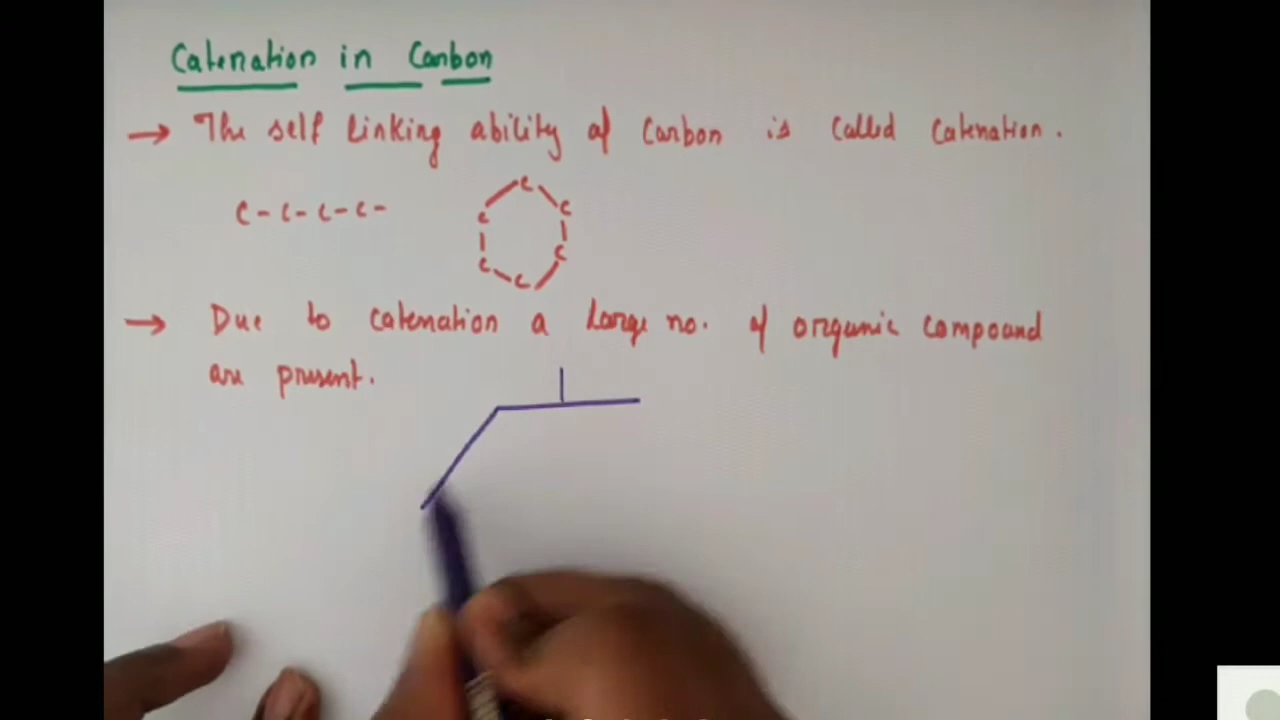 Catenation in Carbon
→ The self linking ability of Carbon is called Catenation.
C-C-C-C-
C C C C C C
→ Due to catenation a large no. of organic compound
are present.